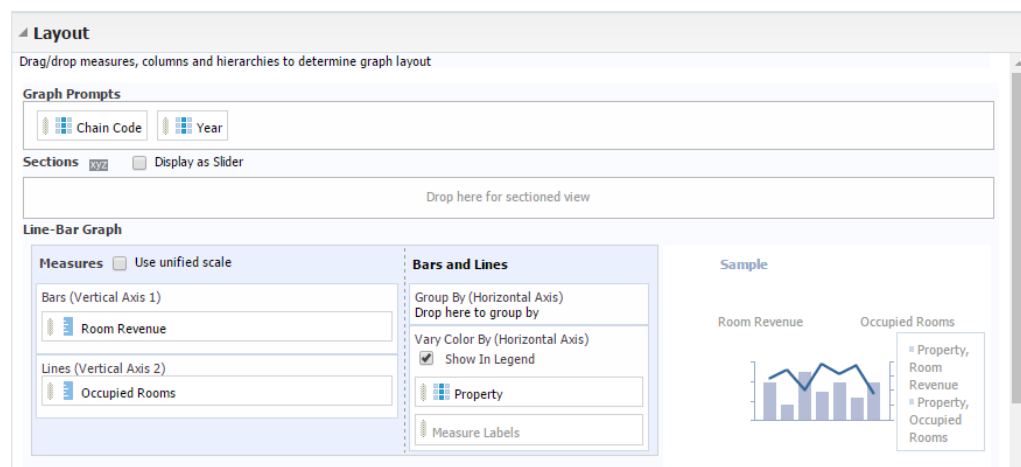 Layout
Drag/drop measures, columns and hierarchies to determine graph layout
Graph Prompts
Chain Code Year
Sections xyz Display as Slider
Drop here for sectioned view
Line-Bar Graph
Measures Use unified scale
Bars (Vertical Axis 1)
Room Revenue
Lines (Vertical Axis 2)
Occupied Rooms
Bars and Lines
Group By (Horizontal Axis)
Drop here to group by
Vary Color By (Horizontal Axis)
Show In Legend
Property
Measure Labels
Sample
Room Revenue Occupied Rooms
Property,
Room
Revenue
Property,
Occupied
Rooms